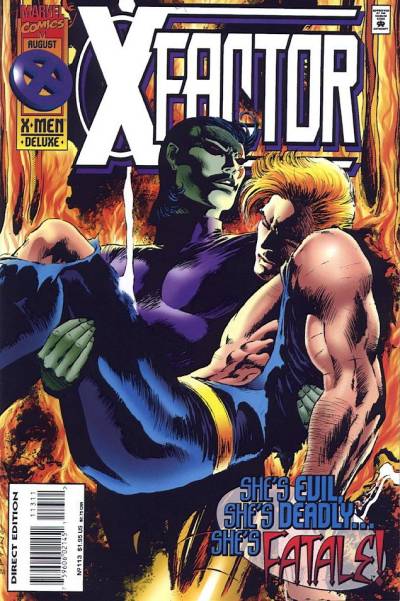 MARVEL
COMICS
AUGUST
X-MEN
DELUXE
X FACTOR
SHE'S EVIL,
SHE'S DEADLY...
SHE'S FATALE!
DIRECT EDITION
11311
Nº 113 $1.95 US